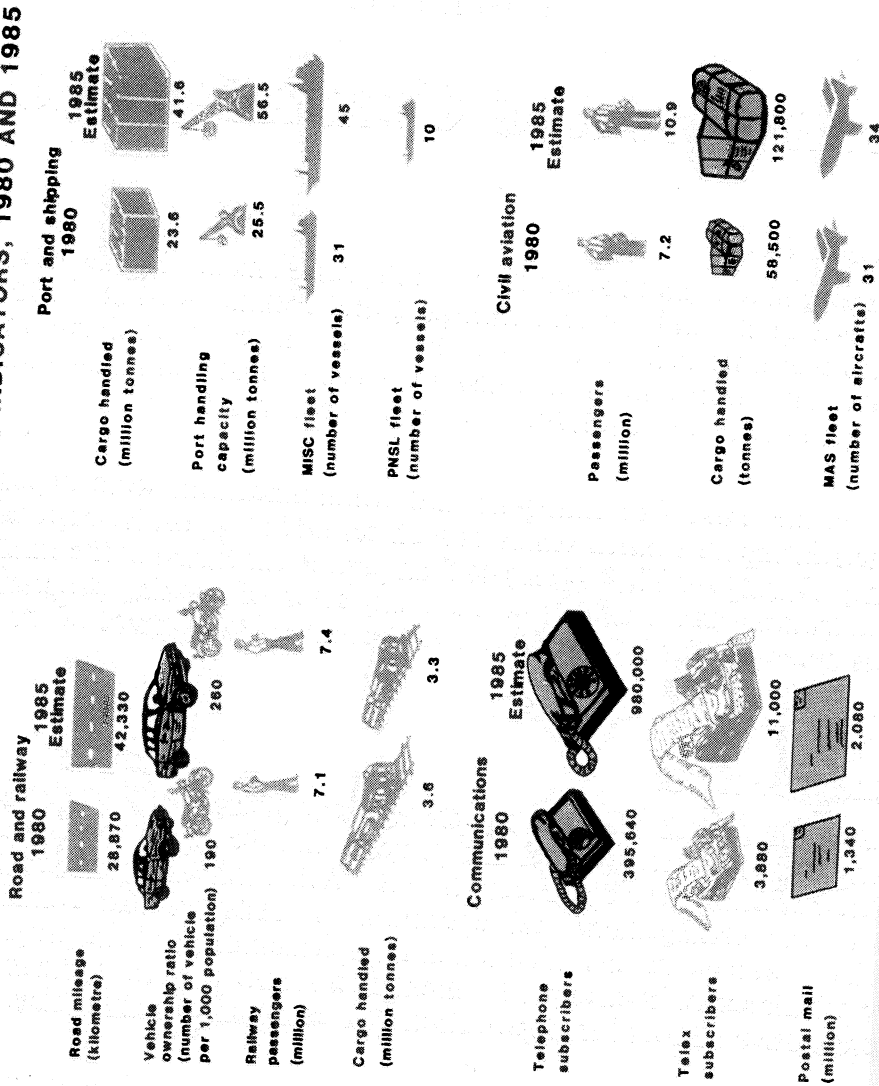 INDICATORS, 1980 AND 1985
Road and railway
1980
1985
Estimate
Road mileage
(kilometre)
28,870
42,330
Vehicle
ownership ratio
(number of vehicle
per 1,000 population)
190
260
Railway
passengers
(million)
7.1
7.4
Cargo handled
(million tonnes)
3.6
3.3
Port and shipping
1980
1985
Estimate
Cargo handled
(million tonnes)
23.6
41.6
Port handling
capacity
(million tonnes)
25.5
56.5
MISC fleet
(number of vessels)
31
45
PNSL fleet
(number of vessels)
10
Communications
1980
1985
Estimate
Telephone
subscribers
395,640
980,000
Telex
subscribers
3,880
11,000
Postal mail
(million)
1,340
2.080
Civil aviation
1980
1985
Estimate
Passengers
(million)
7.2
10.9
Cargo handled
(tonnes)
58,500
121,800
MAS fleet
(number of aircrafts)
31
34